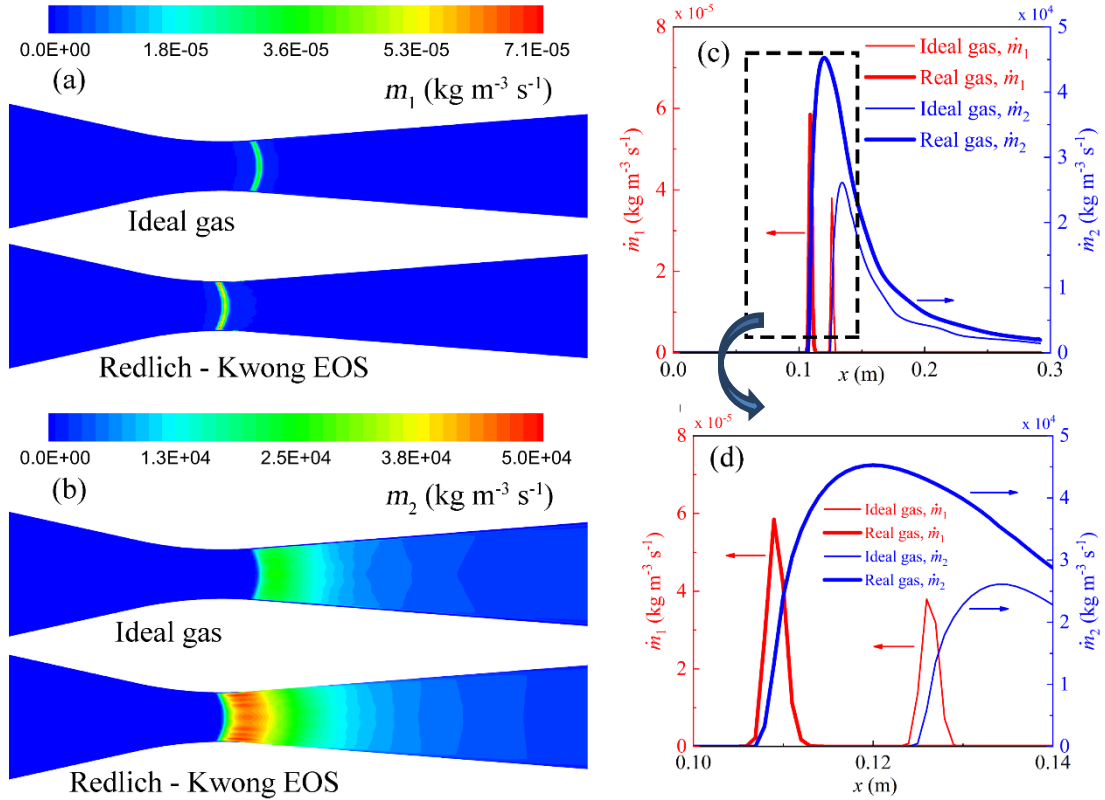 0.0E+00 1.8E-05 3.6E-05 5.3E-05 7.1E-05
(a)
m1 (kg m-3 s-1)
Ideal gas
Redlich - Kwong EOS
0.0E+00 1.3E+04 2.5E+04 3.8E+04 5.0E+04
(b)
m2 (kg m-3 s-1)
Ideal gas
Redlich - Kwong EOS
x 10-5
x 104
(c)
8
6
4
2
0
ṁ1 (kg m-3 s-1)
Ideal gas, ṁ1
Real gas, ṁ1
Ideal gas, ṁ2
Real gas, ṁ2
5
4
3
2
1
0
ṁ2 (kg m-3 s-1)
0.0 0.1 0.2 0.3
x (m)
x 10-5
x 104
(d)
8
6
4
2
0
ṁ1 (kg m-3 s-1)
Ideal gas, ṁ1
Real gas, ṁ1
Ideal gas, ṁ2
Real gas, ṁ2
5
4
3
2
1
0
ṁ2 (kg m-3 s-1)
0.10 0.12 0.14
x (m)